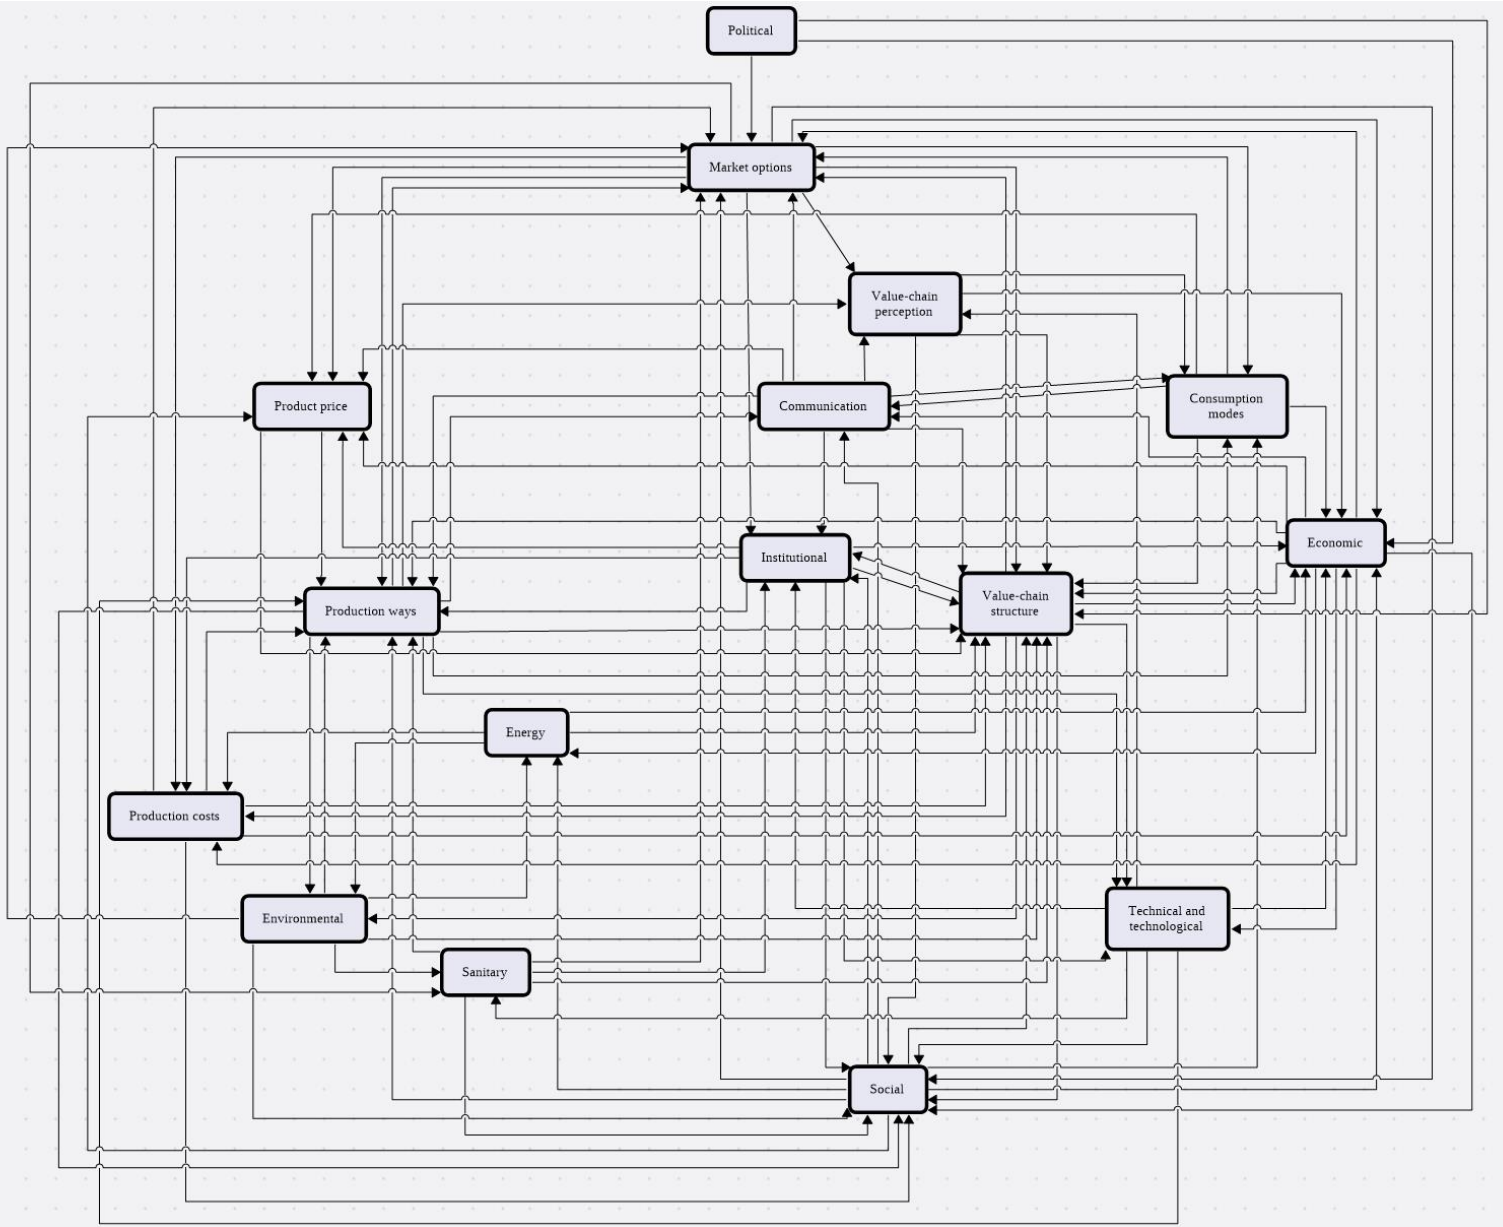 Political
Market options
Value-chain
perception
Product price
Communication
Consumption
modes
Institutional
Economic
Production ways
Value-chain
structure
Energy
Production costs
Environmental
Technical and
technological
Sanitary
Social